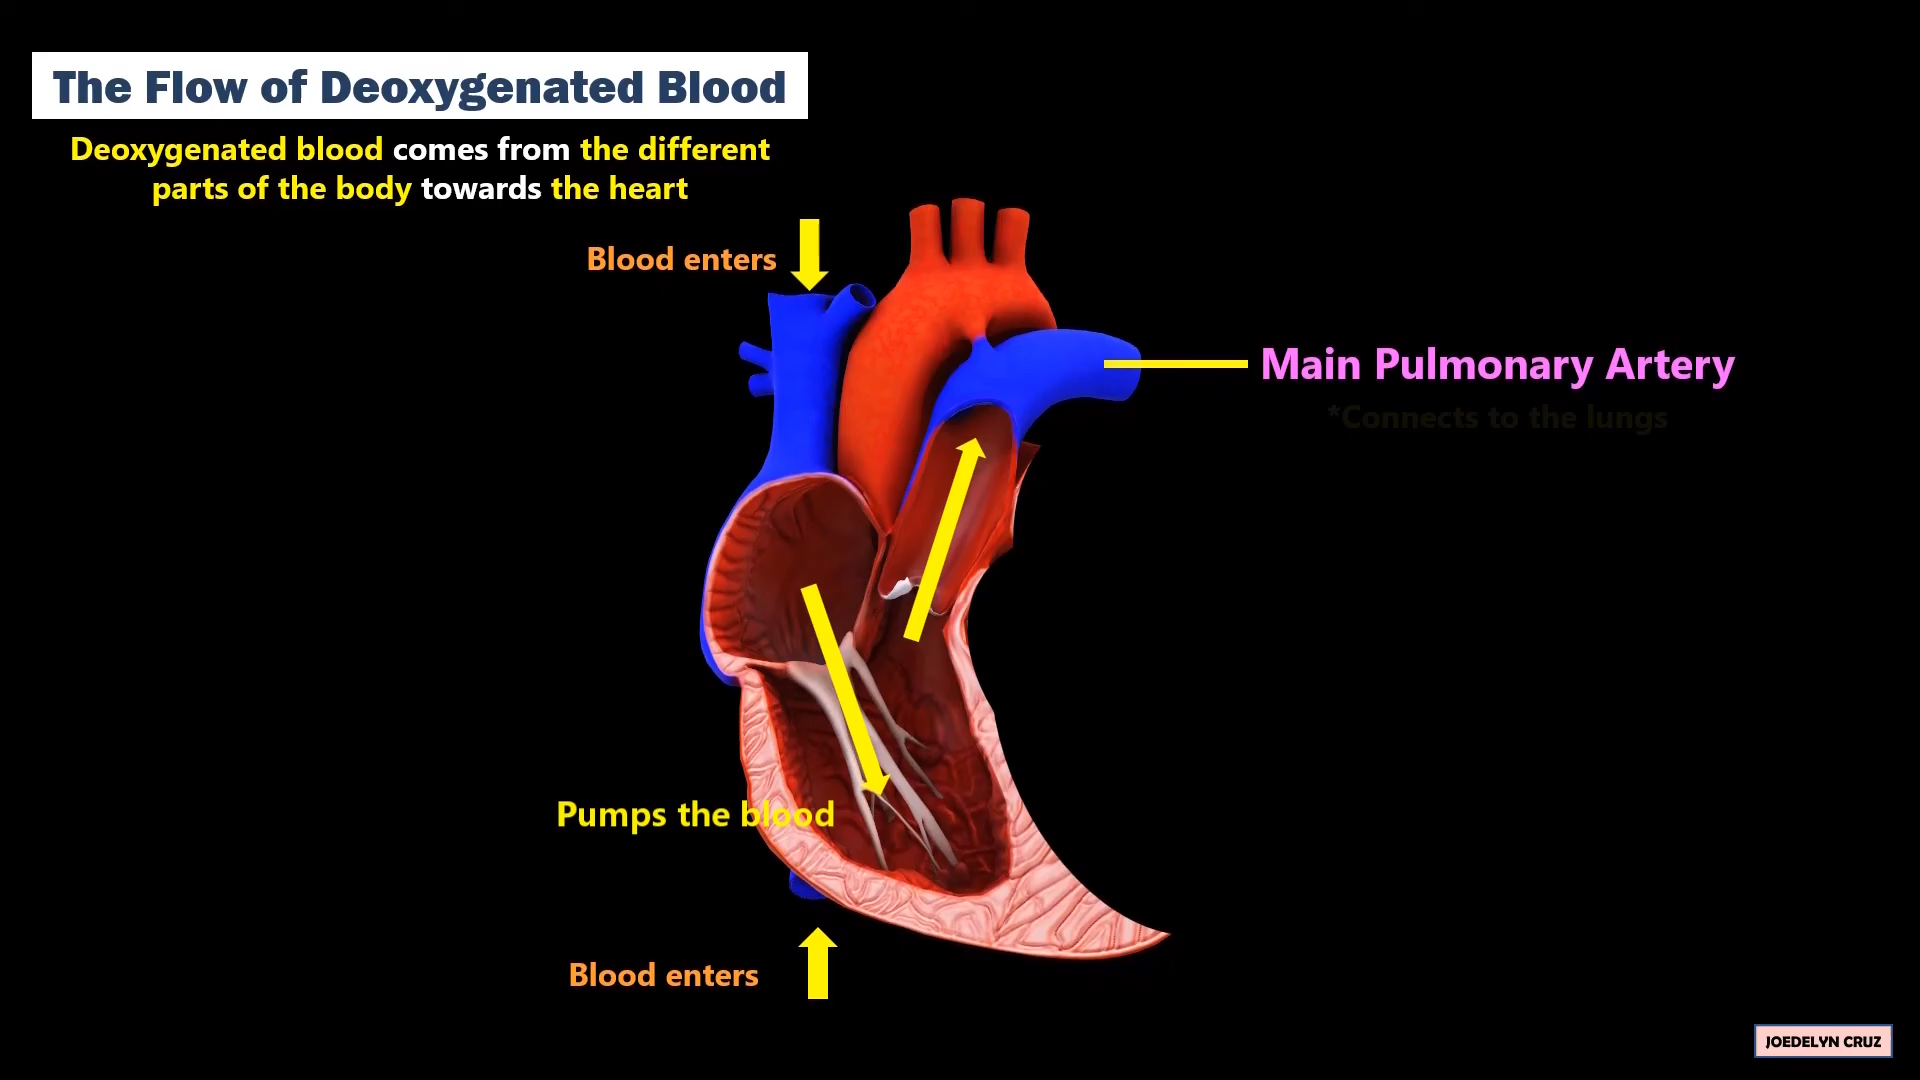 The Flow of Deoxygenated Blood
Deoxygenated blood comes from the different
parts of the body towards the heart
Blood enters
Main Pulmonary Artery
*Connects to the lungs
Pumps the blood
Blood enters
JOEDELYN CRUZ